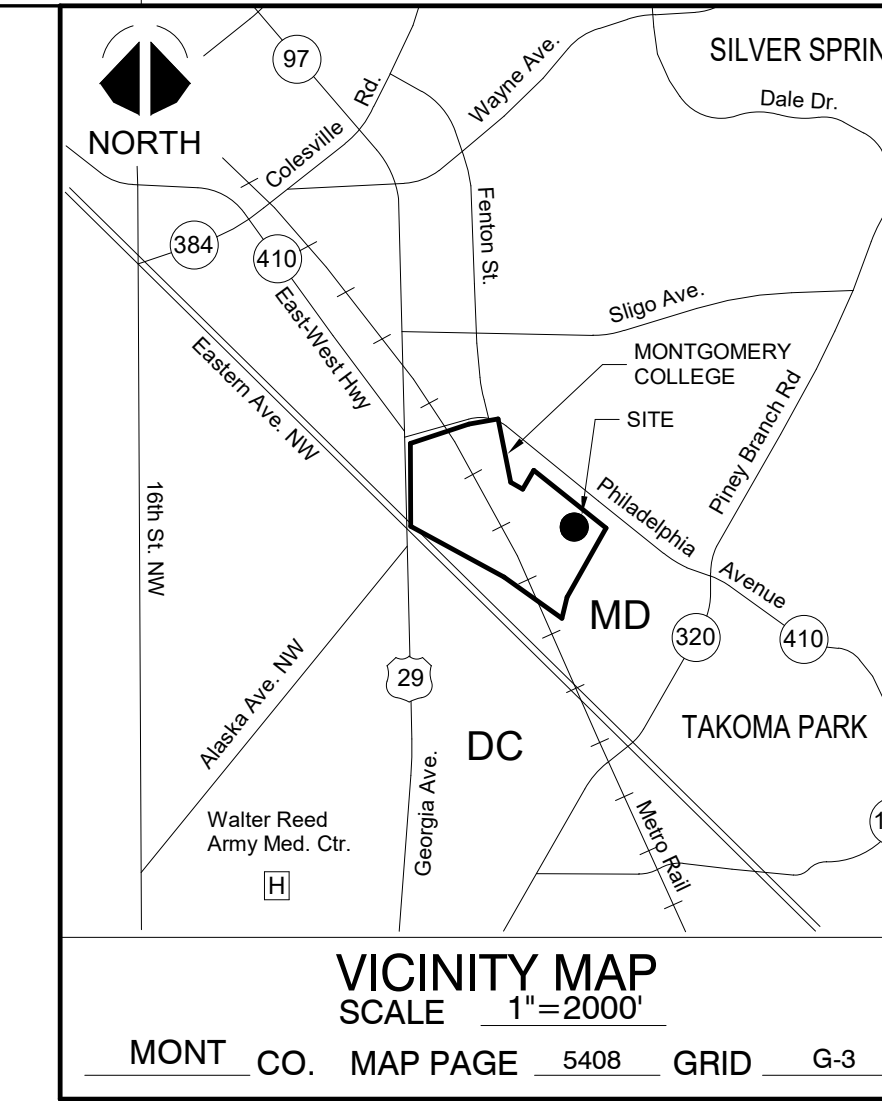 SILVER SPRIN
97
Wayne Ave.
Rd.
Dale Dr.
NORTH
Colesville
Fenton St.
384
410
Sligo Ave.
East-West Hwy
MONTGOMERY
COLLEGE
Eastern Ave. NW
Piney Branch Rd
SITE
16th St. NW
Philadelphia
Avenue
MD
320
410
Alaska Ave. NW
29
TAKOMA PARK
DC
Georgia Ave.
Walter Reed
Army Med. Ctr.
Metro Rail
1
H
VICINITY MAP
SCALE 1"=2000'
MONT CO. MAP PAGE 5408 GRID G-3